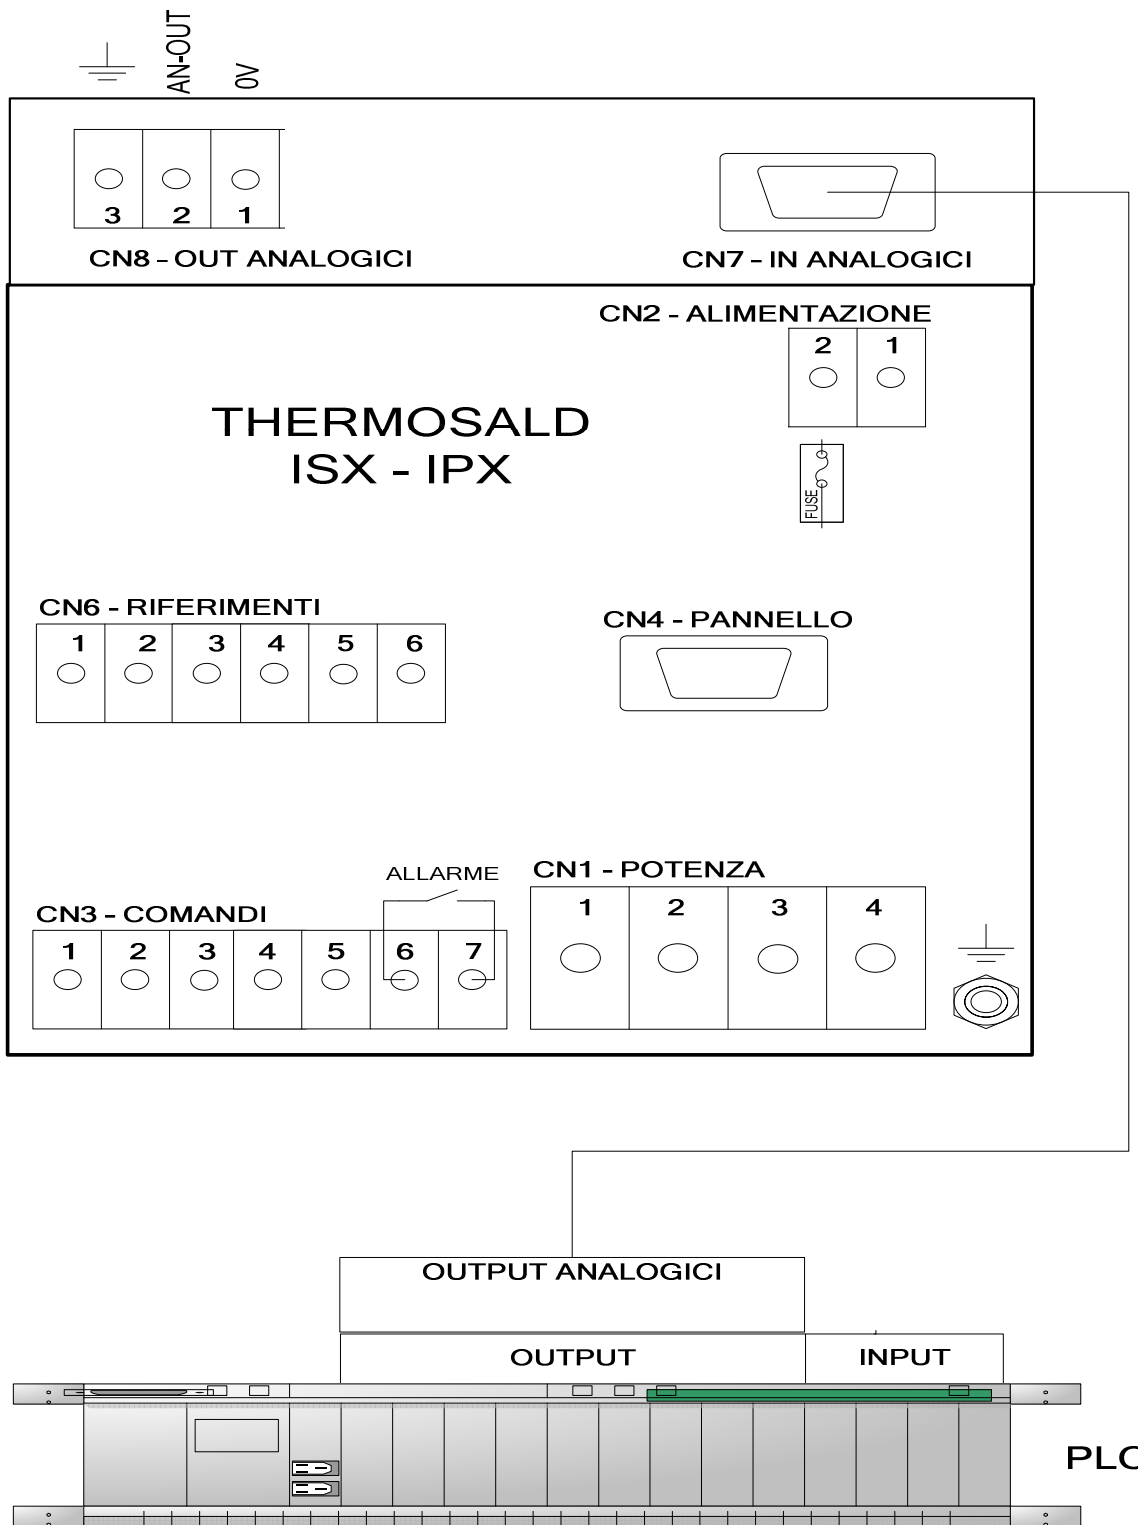 AN-OUT
0V
3 2 1
CN8 - OUT ANALOGICI
CN7 - IN ANALOGICI
CN2 - ALIMENTAZIONE
2 1
THERMOSALD
ISX - IPX
FUSE
CN6 - RIFERIMENTI
1 2 3 4 5 6
CN4 - PANNELLO
ALLARME
CN1 - POTENZA
1 2 3 4
CN3 - COMANDI
1 2 3 4 5 6 7
OUTPUT ANALOGICI
OUTPUT
INPUT
PLC